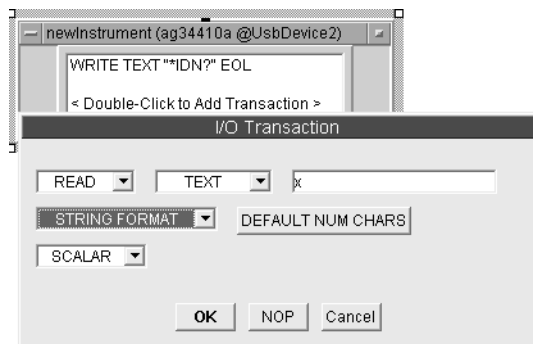 newInstrument (ag34410a @UsbDevice2)
WRITE TEXT "*IDN?" EOL
< Double-Click to Add Transaction >
I/O Transaction
READ TEXT x
STRING FORMAT DEFAULT NUM CHARS
SCALAR
OK NOP Cancel